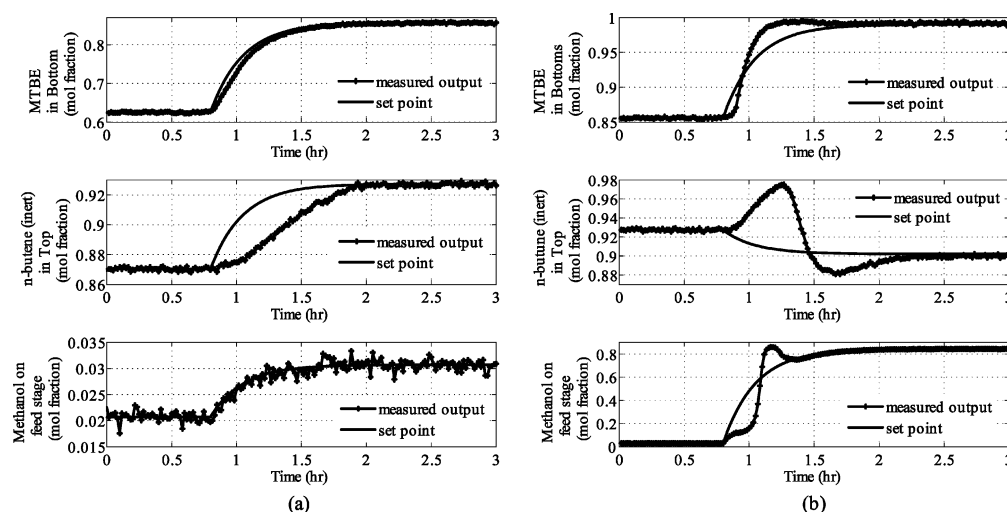 MTBE
in Bottom
(mol fraction)
0.8
0.7
0.6
measured output
set point
0 0.5 1 1.5 2 2.5 3
Time (hr)
n-butene (inert)
in Top
(mol fraction)
0.92
0.9
0.88
0.86
measured output
set point
0 0.5 1 1.5 2 2.5 3
Time (hr)
Methanol on
feed stage
(mol fraction)
0.035
0.03
0.025
0.02
0.015
measured output
set point
0 0.5 1 1.5 2 2.5 3
Time (hr)
(a)
MTBE
in Bottoms
(mol fraction)
1
0.95
0.9
0.85
measured output
set point
0 0.5 1 1.5 2 2.5 3
Time (hr)
n-butune (inert)
in Top
(mol fraction)
0.98
0.96
0.94
0.92
0.90
measured output
set point
0 0.5 1 1.5 2 2.5 3
Time (hr)
Methanol on
feed stage
(mol fraction)
0.8
0.6
0.4
0.2
0
measured output
set point
0 0.5 1 1.5 2 2.5 3
Time (hr)
(b)